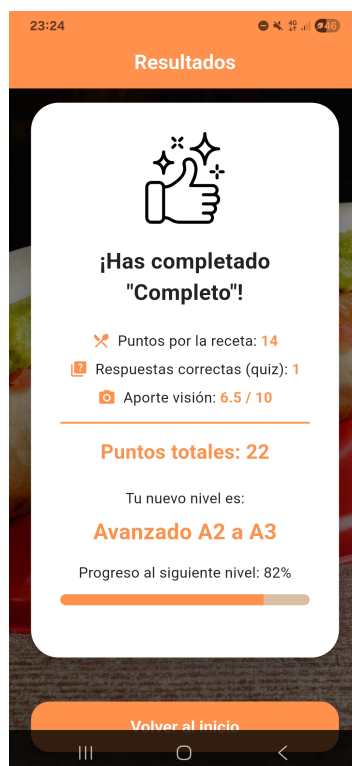 23:24
4G
46
Resultados
¡Has completado
"Completo"!
Puntos por la receta: 14
Respuestas correctas (quiz): 1
Aporte visión: 6.5 / 10
Puntos totales: 22
Tu nuevo nivel es:
Avanzado A2 a A3
Progreso al siguiente nivel: 82%
Volver al inicio